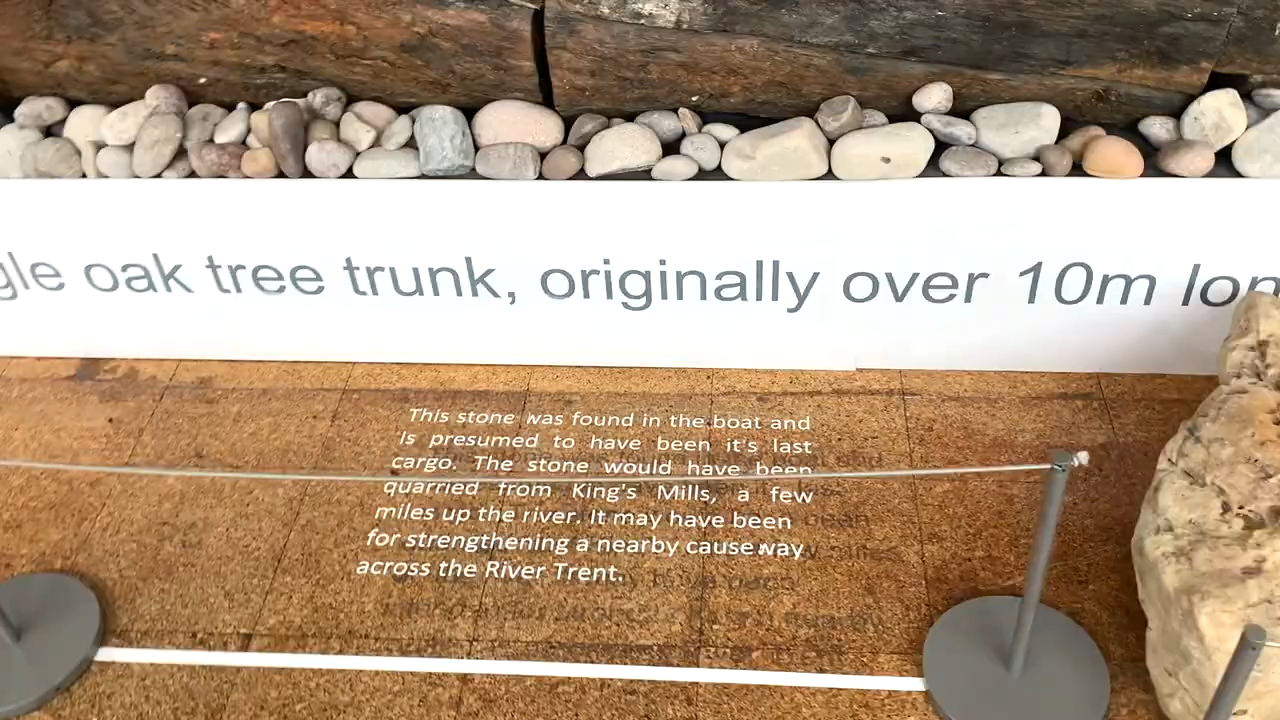 gle oak tree trunk, originally over 10m lon
This stone was found in the boat and
Is presumed to have been it's last
cargo. The stone would have been
quarried from King's Mills, a few
miles up the river. It may have been
for strengthening a nearby causeway
across the River Trent.